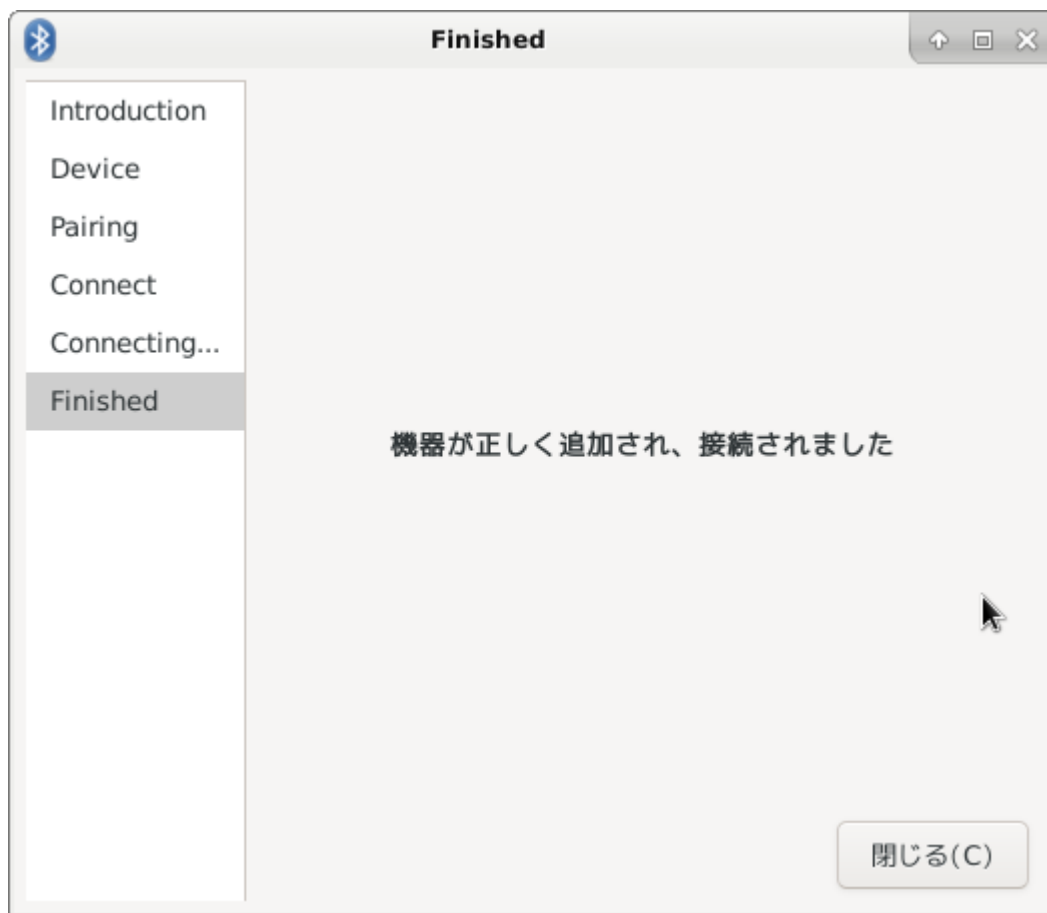 Finished
Introduction
Device
Pairing
Connect
Connecting...
Finished
機器が正しく追加され、接続されました
閉じる(C)